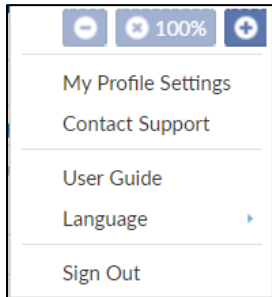 100%
My Profile Settings
Contact Support
User Guide
Language
Sign Out